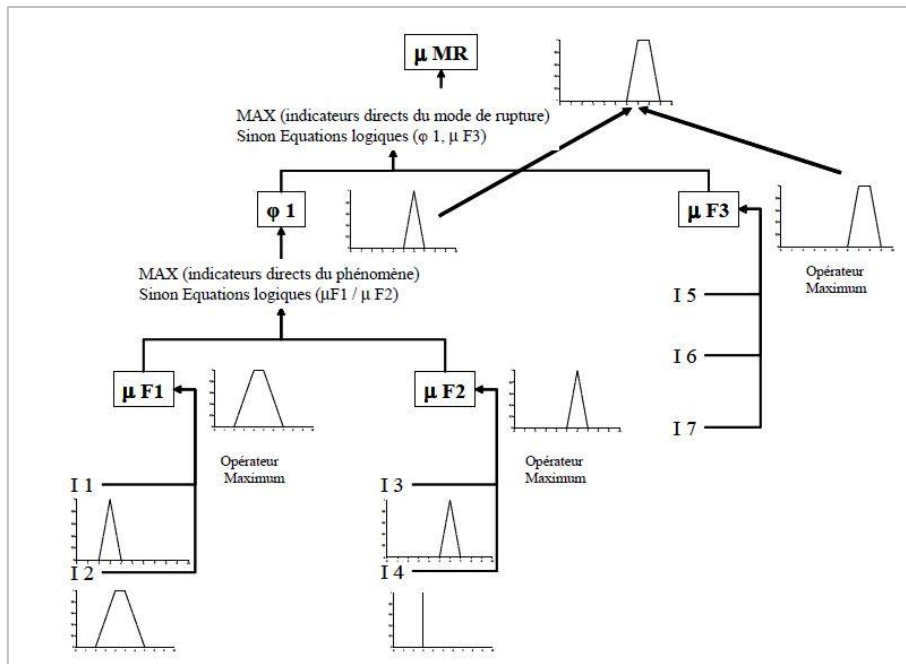 μ MR
MAX (indicateurs directs du mode de rupture)
Sinon Equations logiques (φ 1, μ F3)
φ 1
μ F3
MAX (indicateurs directs du phénomène)
Sinon Equations logiques (μF1 / μ F2)
Opérateur
Maximum
I 5
I 6
I 7
μ F1
μ F2
Opérateur
Maximum
Opérateur
Maximum
I 1
I 3
I 2
I 4